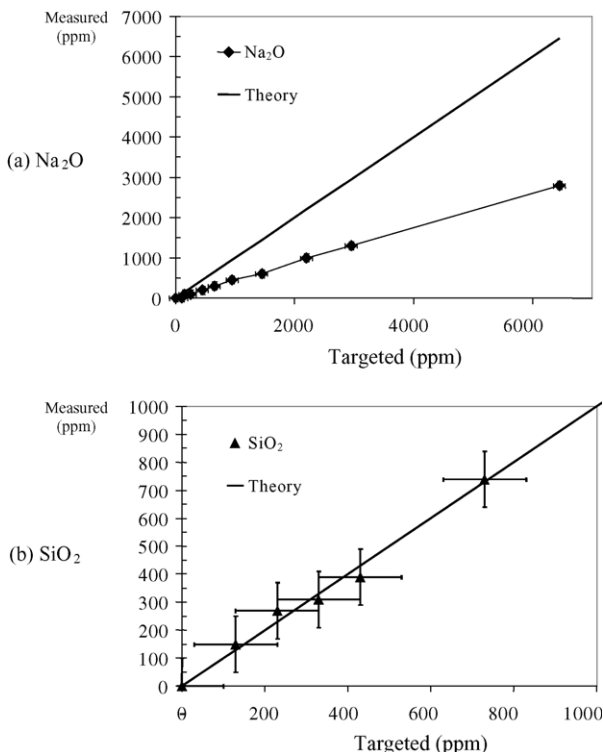 Measured
(ppm)
7000
6000
5000
4000
3000
2000
1000
0
Na₂O
Theory
(a) Na₂O
0 2000 4000 6000
Targeted (ppm)
Measured
(ppm)
1000
900
800
700
600
500
400
300
200
100
0
SiO₂
Theory
(b) SiO₂
0 200 400 600 800 1000
Targeted (ppm)